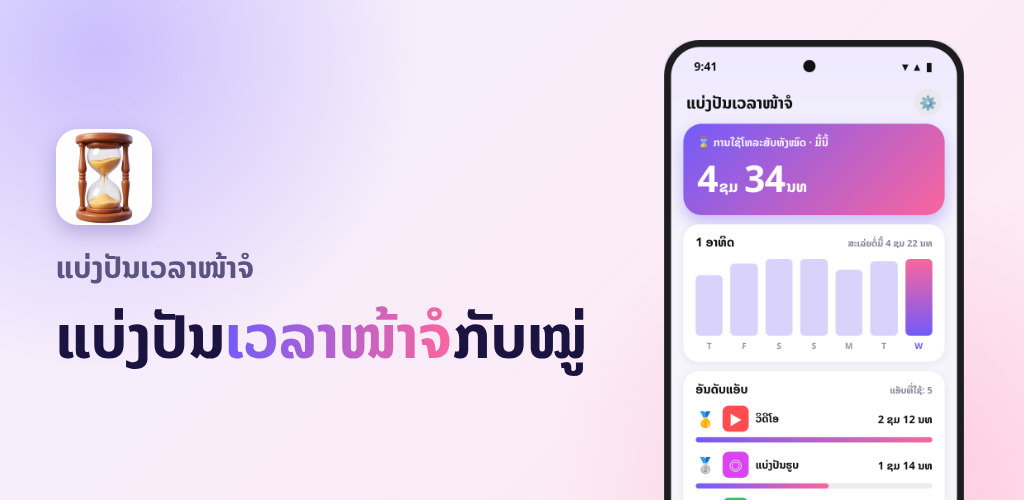 ແບ່ງປັນເວລາໜ້າຈໍ
ແບ່ງປັນເວລາໜ້າຈໍກັບໝູ່
9:41
ແບ່ງປັນເວລາໜ້າຈໍ
ການໃຊ້ໂທລະສັບທັງໝົດ · ມື້ນີ້
4ຊມ 34ນທ
1 ອາທິດ
ສະເລ່ຍຕໍ່ມື້ 4 ຊມ 22 ນທ
T F S S M T W
ອັນດັບແອັບ
ແອັບທີ່ໃຊ້: 5
ວິດີໂອ 2 ຊມ 12 ນທ
ແບ່ງປັນຮູບ 1 ຊມ 14 ນທ